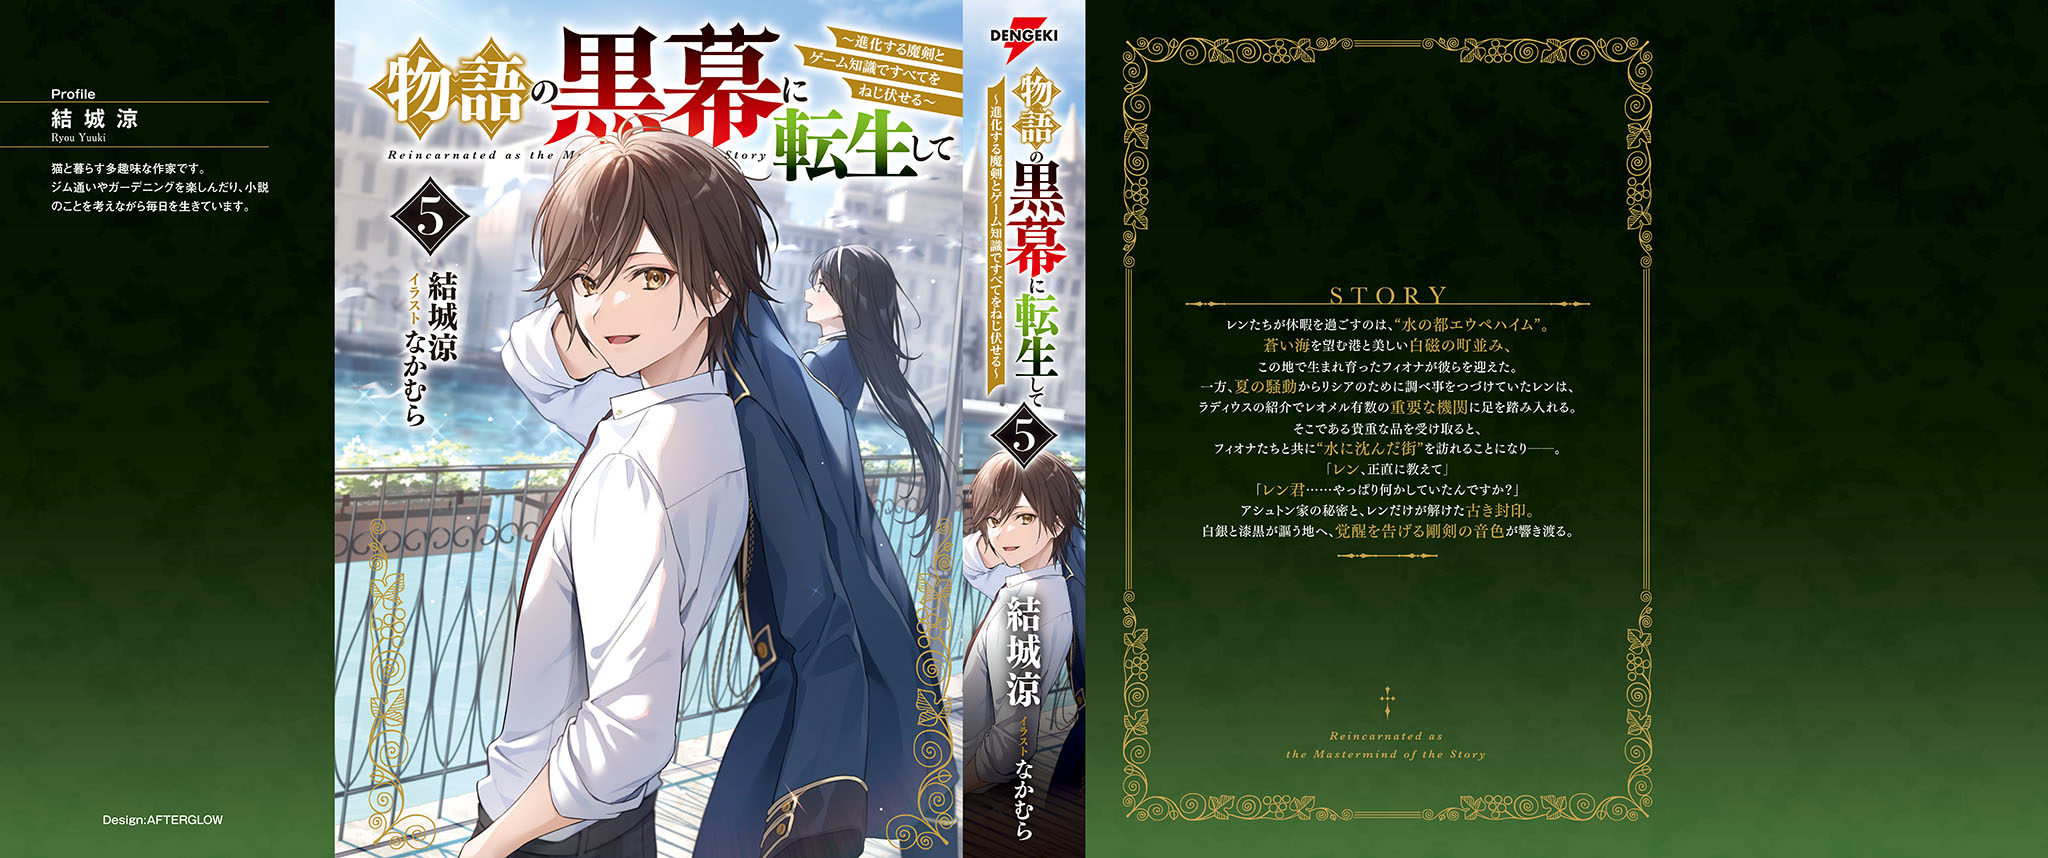 Profile
結城涼
Ryou Yuuki
猫と暮らす多趣味な作家です。
ジム通いやガーデニングを楽しんだり、小説
のことを考えながら毎日を生きています。
Design:AFTERGLOW
物語の黒幕に転生して
～進化する魔剣と
ゲーム知識ですべてを
ねじ伏せる～
Reincarnated as the M Story
5
結城涼
イラスト なかむら
DENGEKI
物語の黒幕に転生して
～進化する魔剣とゲーム知識ですべてをねじ伏せる～
5
結城涼
イラスト なかむら
STORY
レンたちが休暇を過ごすのは、“水の都エウペハイム”。
蒼い海を望む港と美しい白磁の町並み、
この地で生まれ育ったフィオナが彼らを迎えた。
一方、夏の騒動からリシアのために調べ事をつづけていたレンは、
ラディウスの紹介でレオメル有数の重要な機関に足を踏み入れる。
そこである貴重な品を受け取ると、
フィオナたちと共に“水に沈んだ街”を訪れることになり――。
「レン、正直に教えて」
「レン君……やっぱり何かしていたんですか？」
アシュトン家の秘密と、レンだけが解けた古き封印。
白銀と漆黒が謳う地へ、覚醒を告げる剛剣の音色が響き渡る。
Reincarnated as
the Mastermind of the Story